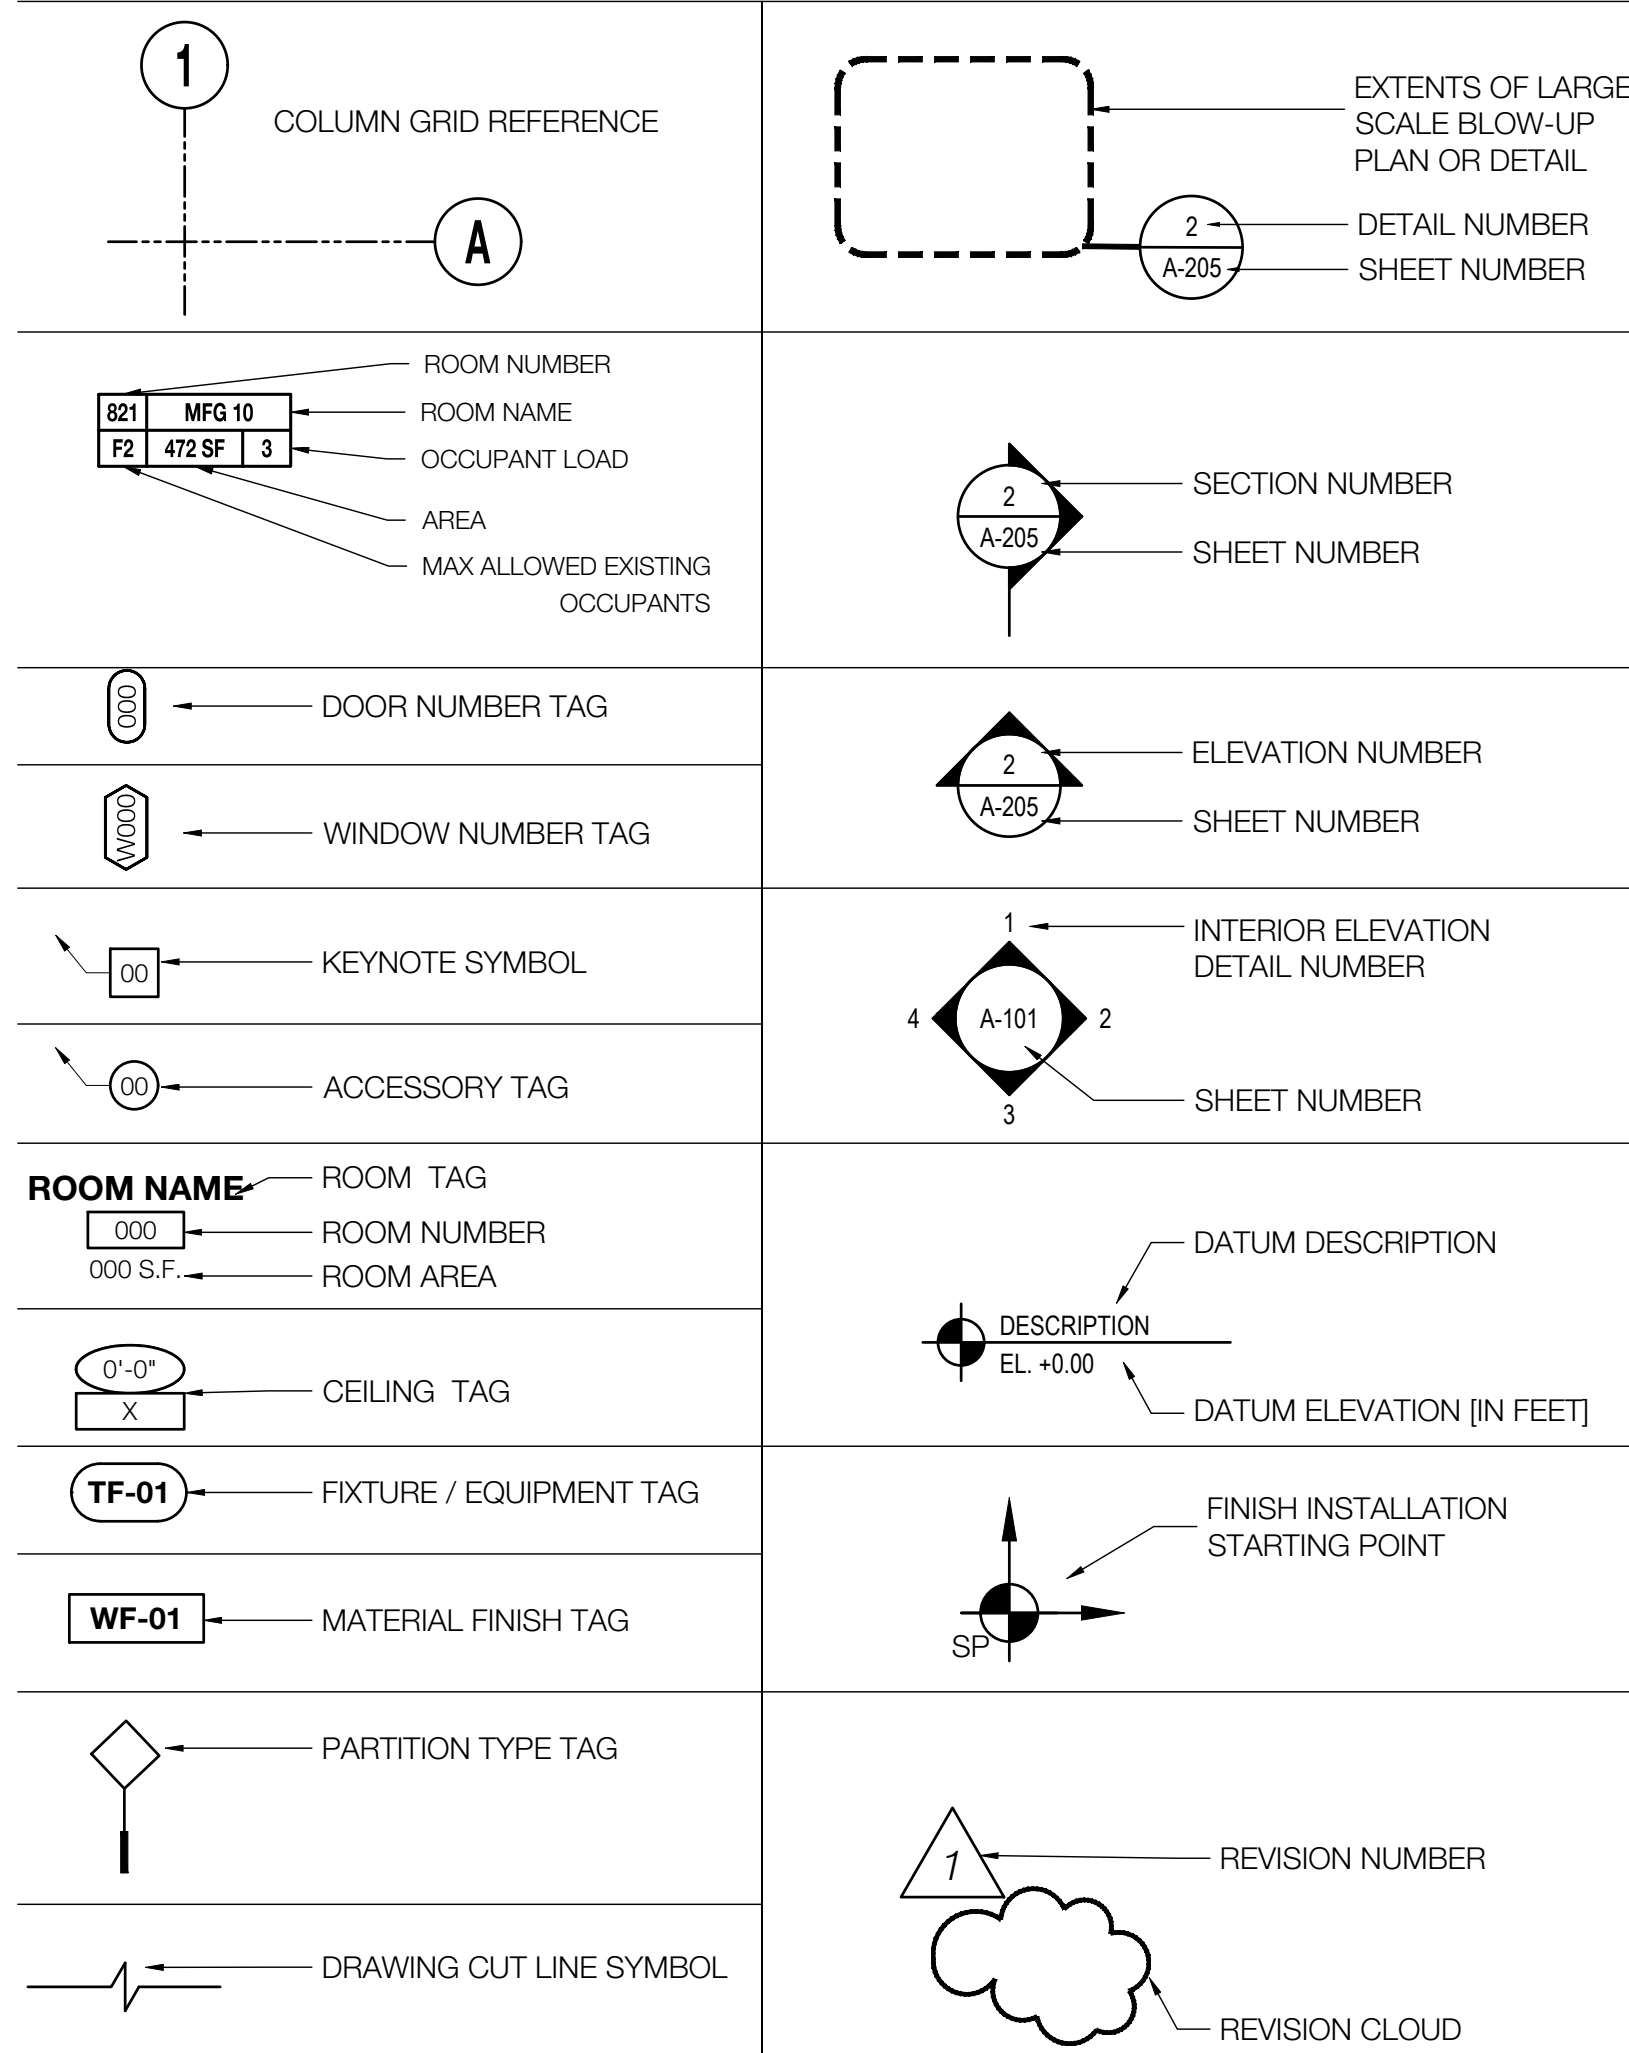 1
COLUMN GRID REFERENCE
A
821 MFG 10
F2 472 SF 3
ROOM NUMBER
ROOM NAME
OCCUPANT LOAD
AREA
MAX ALLOWED EXISTING
OCCUPANTS
000
DOOR NUMBER TAG
W000
WINDOW NUMBER TAG
00
KEYNOTE SYMBOL
00
ACCESSORY TAG
ROOM NAME
ROOM TAG
000
ROOM NUMBER
000 S.F.
ROOM AREA
0'-0"
X
CEILING TAG
TF-01
FIXTURE / EQUIPMENT TAG
WF-01
MATERIAL FINISH TAG
PARTITION TYPE TAG
DRAWING CUT LINE SYMBOL
EXTENTS OF LARGE
SCALE BLOW-UP
PLAN OR DETAIL
2
DETAIL NUMBER
A-205
SHEET NUMBER
2
SECTION NUMBER
A-205
SHEET NUMBER
2
ELEVATION NUMBER
A-205
SHEET NUMBER
1
INTERIOR ELEVATION
DETAIL NUMBER
4
A-101
2
3
SHEET NUMBER
DATUM DESCRIPTION
DESCRIPTION
EL. +0.00
DATUM ELEVATION [IN FEET]
FINISH INSTALLATION
STARTING POINT
SP
1
REVISION NUMBER
REVISION CLOUD